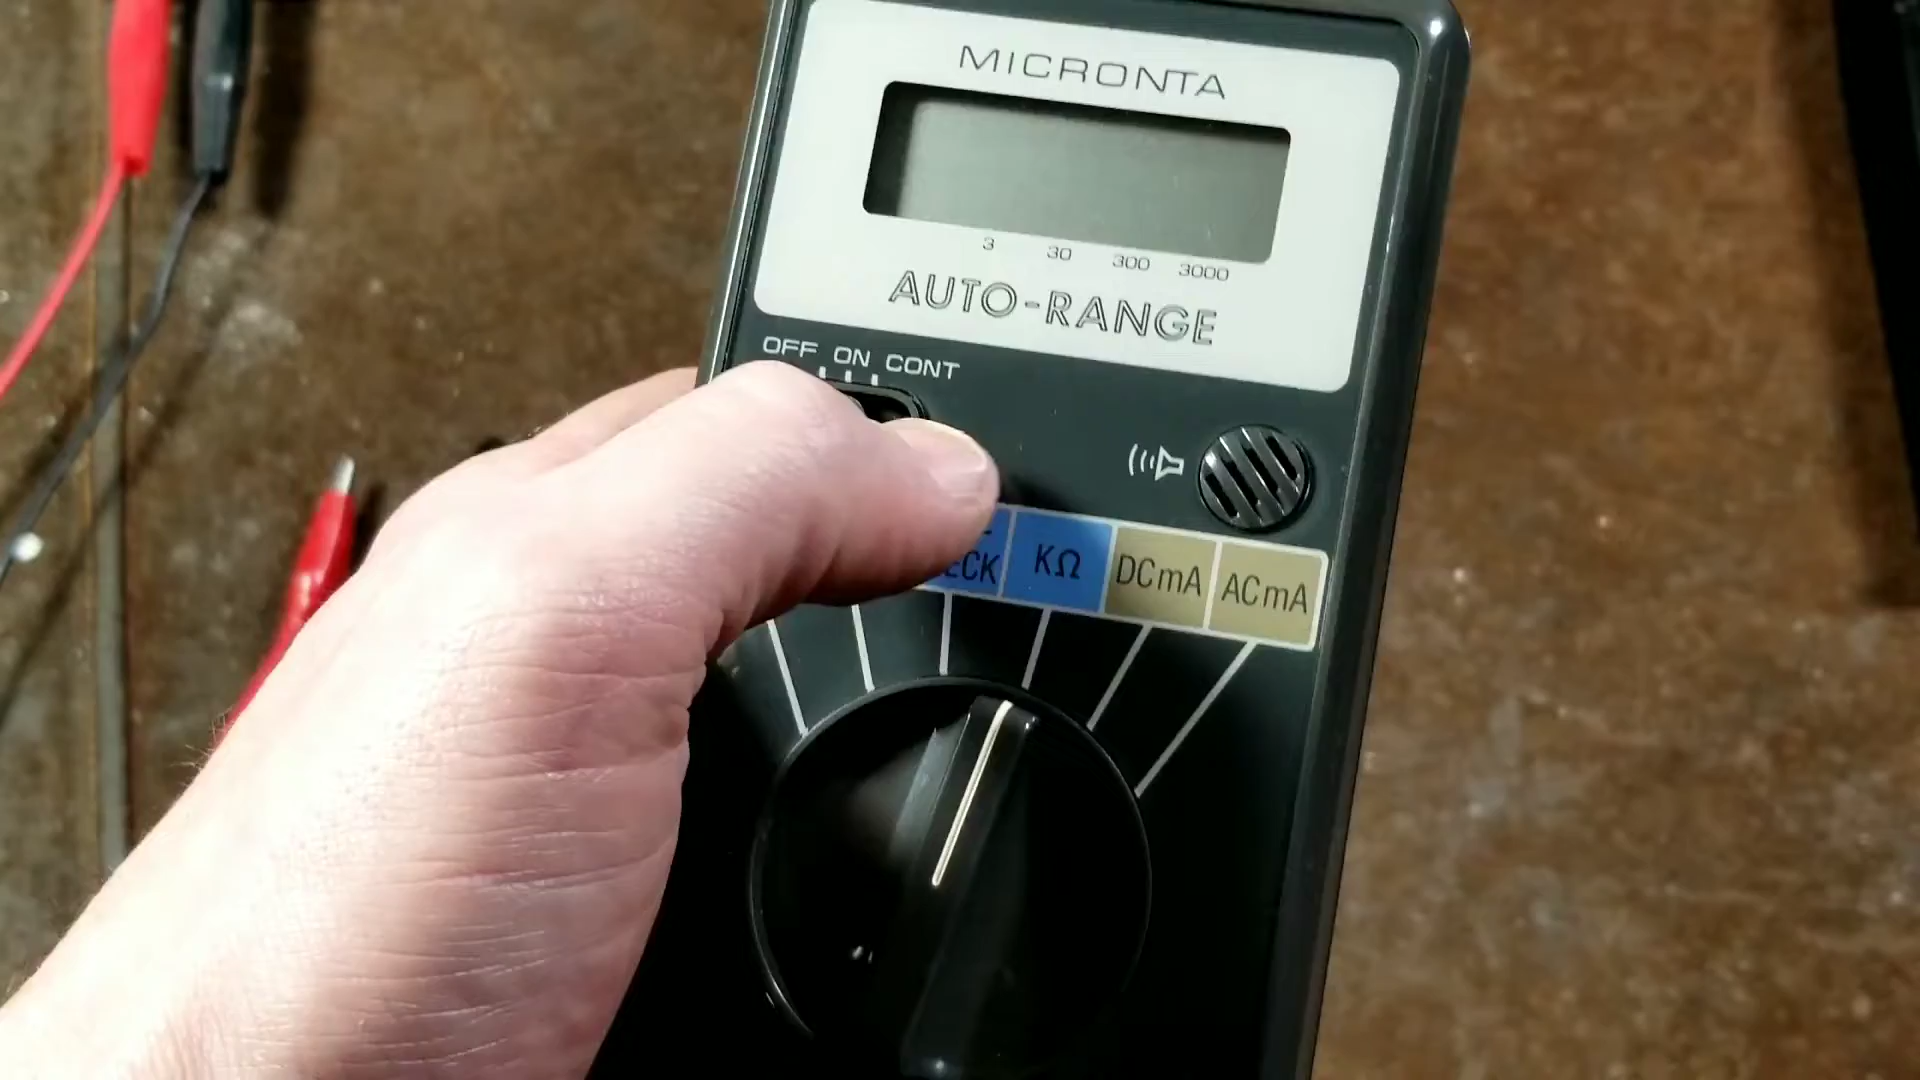 MICRONTA
3 30 300 3000
AUTO-RANGE
OFF ON CONT
KΩ DCmA ACmA